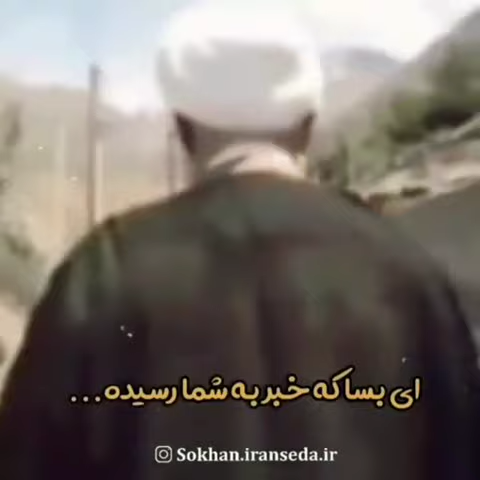 ای بسا که خبر به شما رسیده...
Sokhan.iranseda.ir